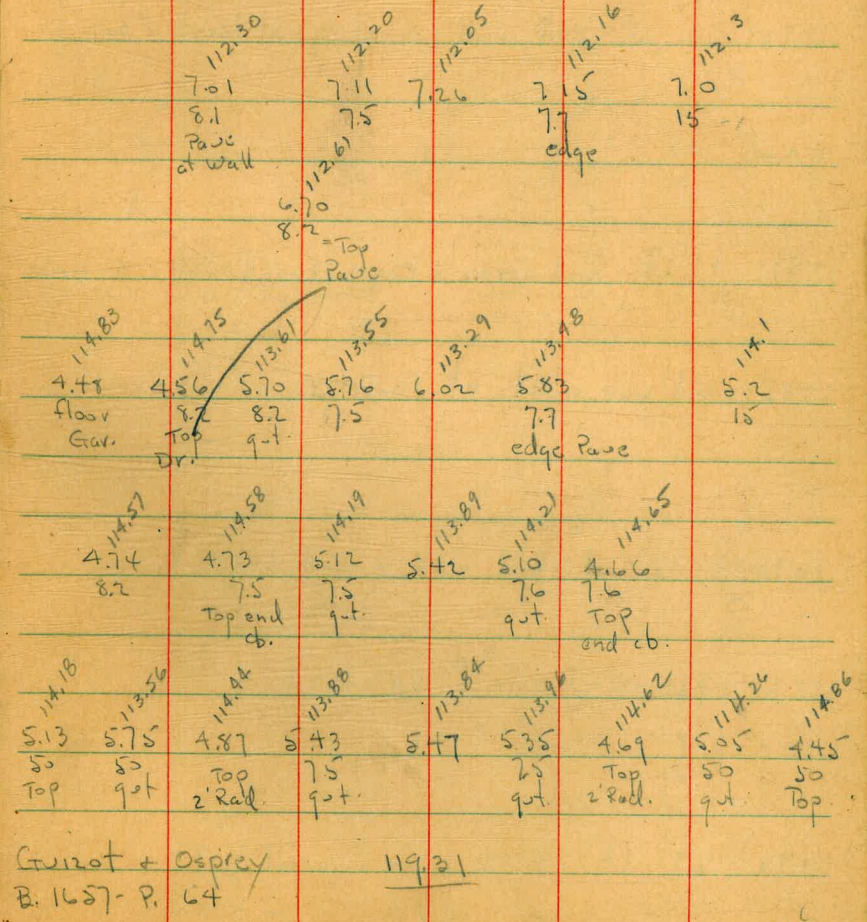 112.30 112.20 112.05 112.16 112.3
7.01 7.11 7.26 7.15 7.0
8.1 7.5 7.7 15
Pave edge
at Wall
112.61
6.70
8.2
=Top
Pave
114.83 114.75 113.61 113.55 113.29 113.48 114.1
4.48 4.56 5.70 5.76 6.02 5.83 5.2
floor 8.2 8.2 7.5 7.7 15
Gar. Top gut. edge Pave
Dr.
114.57 114.58 114.19 113.89 114.21 114.65
4.74 4.73 5.12 5.42 5.10 4.66
8.2 7.5 7.5 7.6 7.6
Top end gut. gut. Top
cb. end cb.
114.18 113.56 114.44 113.88 113.84 113.96 114.62 114.26 114.86
5.13 5.75 4.87 5.43 5.47 5.35 4.69 5.05 4.45
50 50 Top 7.5 25 Top 50 50
Top gut 2' Rad. gut. gut. 2' Rad. gut. Top.
Guizot & Osprey 119.31
B. 1657- P. 64